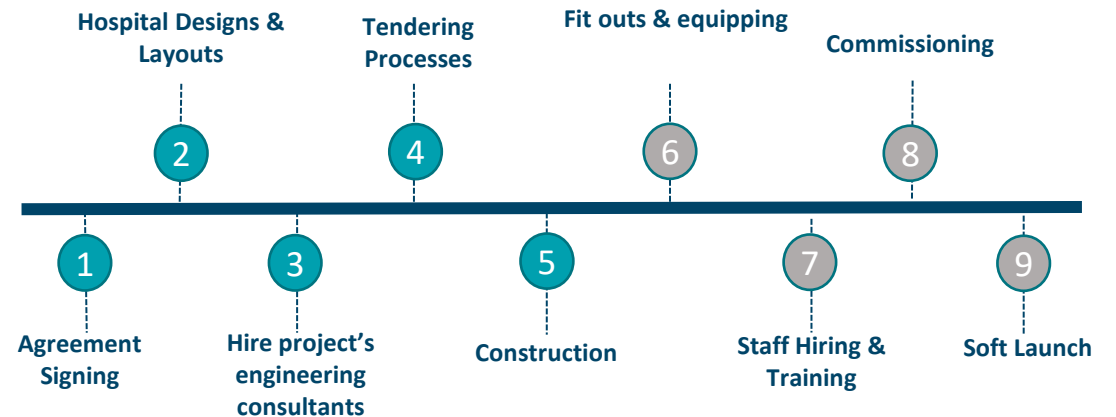 Hospital Designs &
Layouts
Tendering
Processes
Fit outs & equipping
Commissioning
2
4
6
8
1
3
5
7
9
Agreement
Signing
Hire project’s
engineering
consultants
Construction
Staff Hiring &
Training
Soft Launch